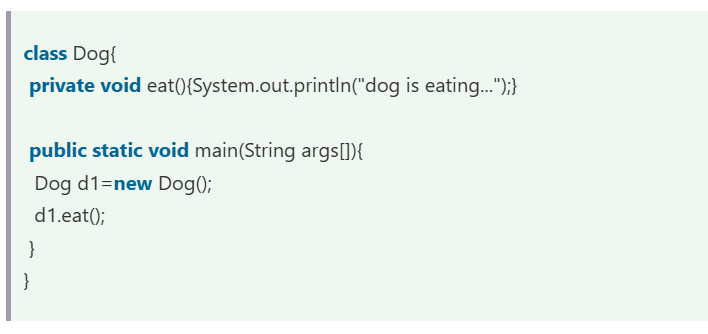 class Dog{
private void eat(){System.out.println("dog is eating...");}
public static void main(String args[]){
Dog d1=new Dog();
d1.eat();
}
}